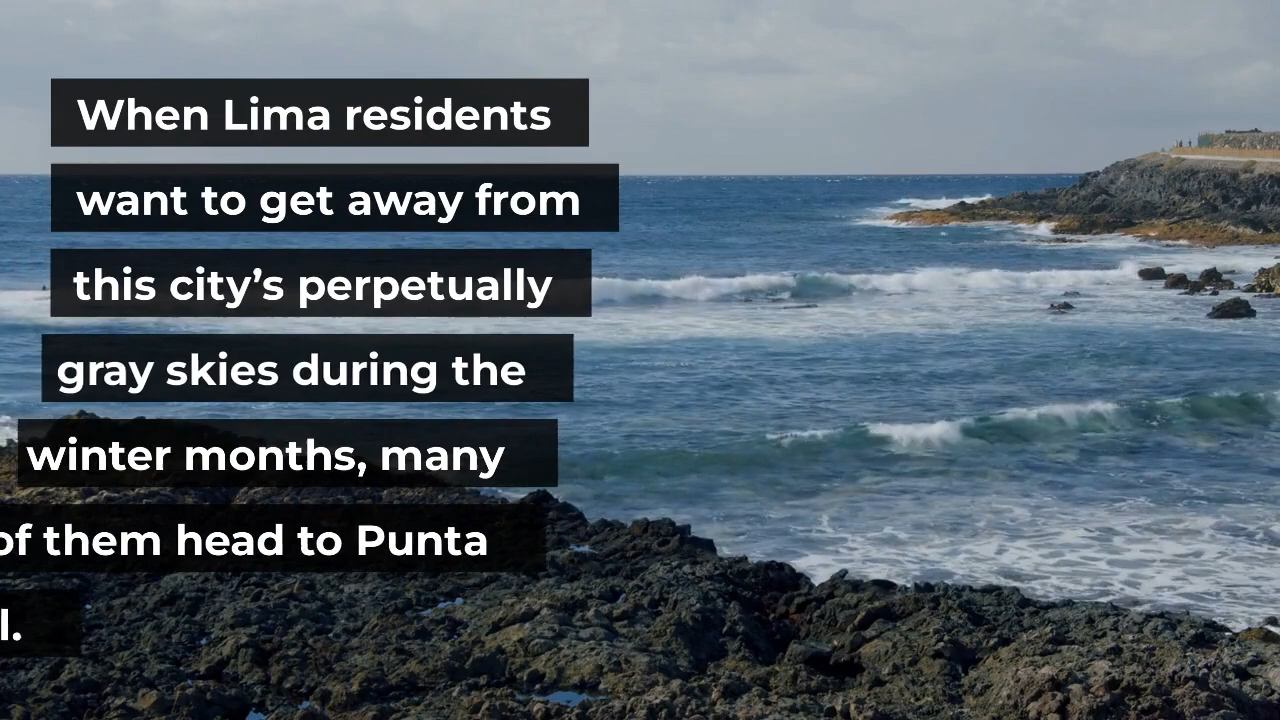 When Lima residents
want to get away from
this city’s perpetually
gray skies during the
winter months, many
of them head to Punta
l.